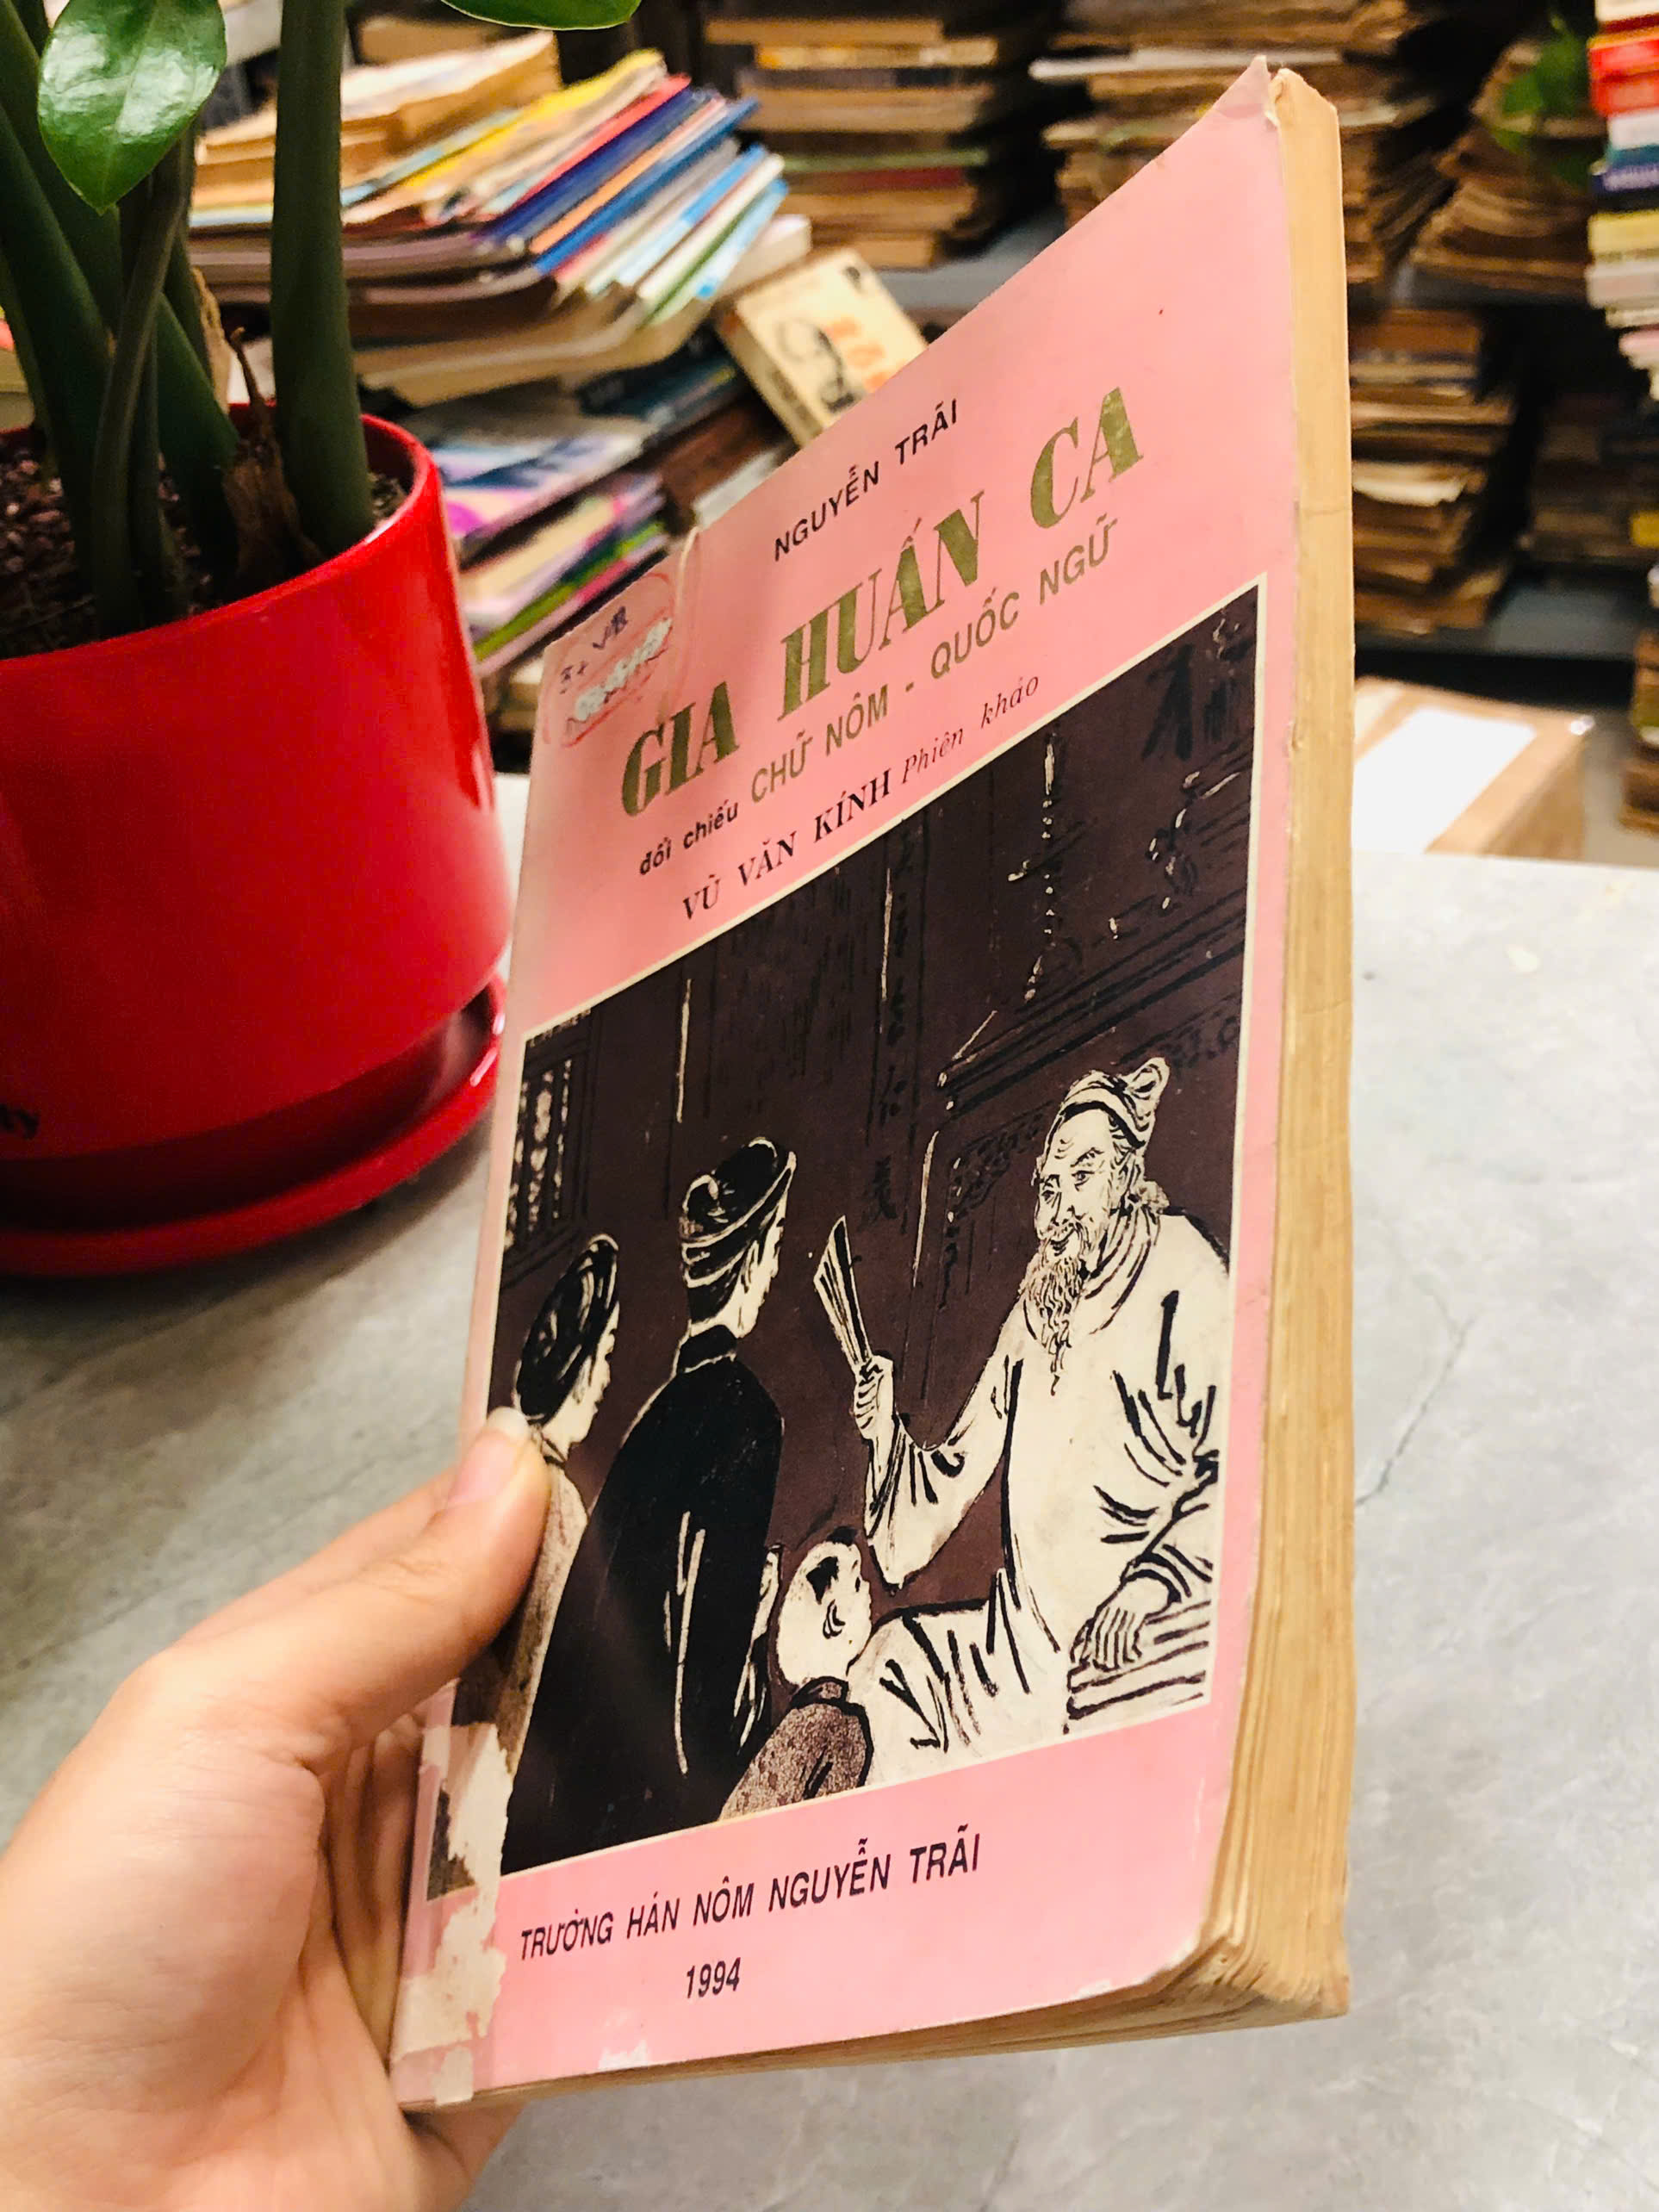 NGUYỄN TRÃI
GIA HUẤN CA
đối chiếu CHỮ NÔM - QUỐC NGỮ
VŨ VĂN KÍNH Phiên khảo
TRƯỜNG HÁN NÔM NGUYỄN TRÃI
1994